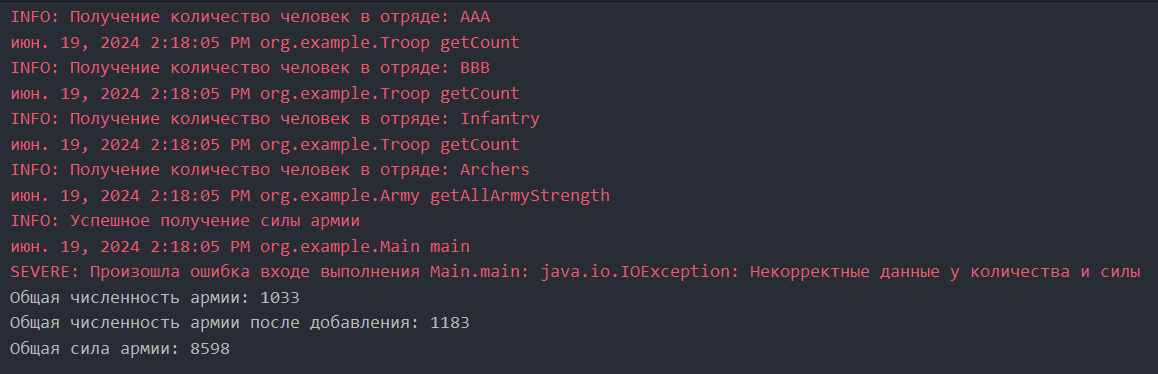 INFO: Получение количество человек в отряде: AAA
июн. 19, 2024 2:18:05 PM org.example.Troop getCount
INFO: Получение количество человек в отряде: BBB
июн. 19, 2024 2:18:05 PM org.example.Troop getCount
INFO: Получение количество человек в отряде: Infantry
июн. 19, 2024 2:18:05 PM org.example.Troop getCount
INFO: Получение количество человек в отряде: Archers
июн. 19, 2024 2:18:05 PM org.example.Army getAllArmyStrength
INFO: Успешное получение силы армии
июн. 19, 2024 2:18:05 PM org.example.Main main
SEVERE: Произошла ошибка входе выполнения Main.main: java.io.IOException: Некорректные данные у количества и силы
Общая численность армии: 1033
Общая численность армии после добавления: 1183
Общая сила армии: 8598